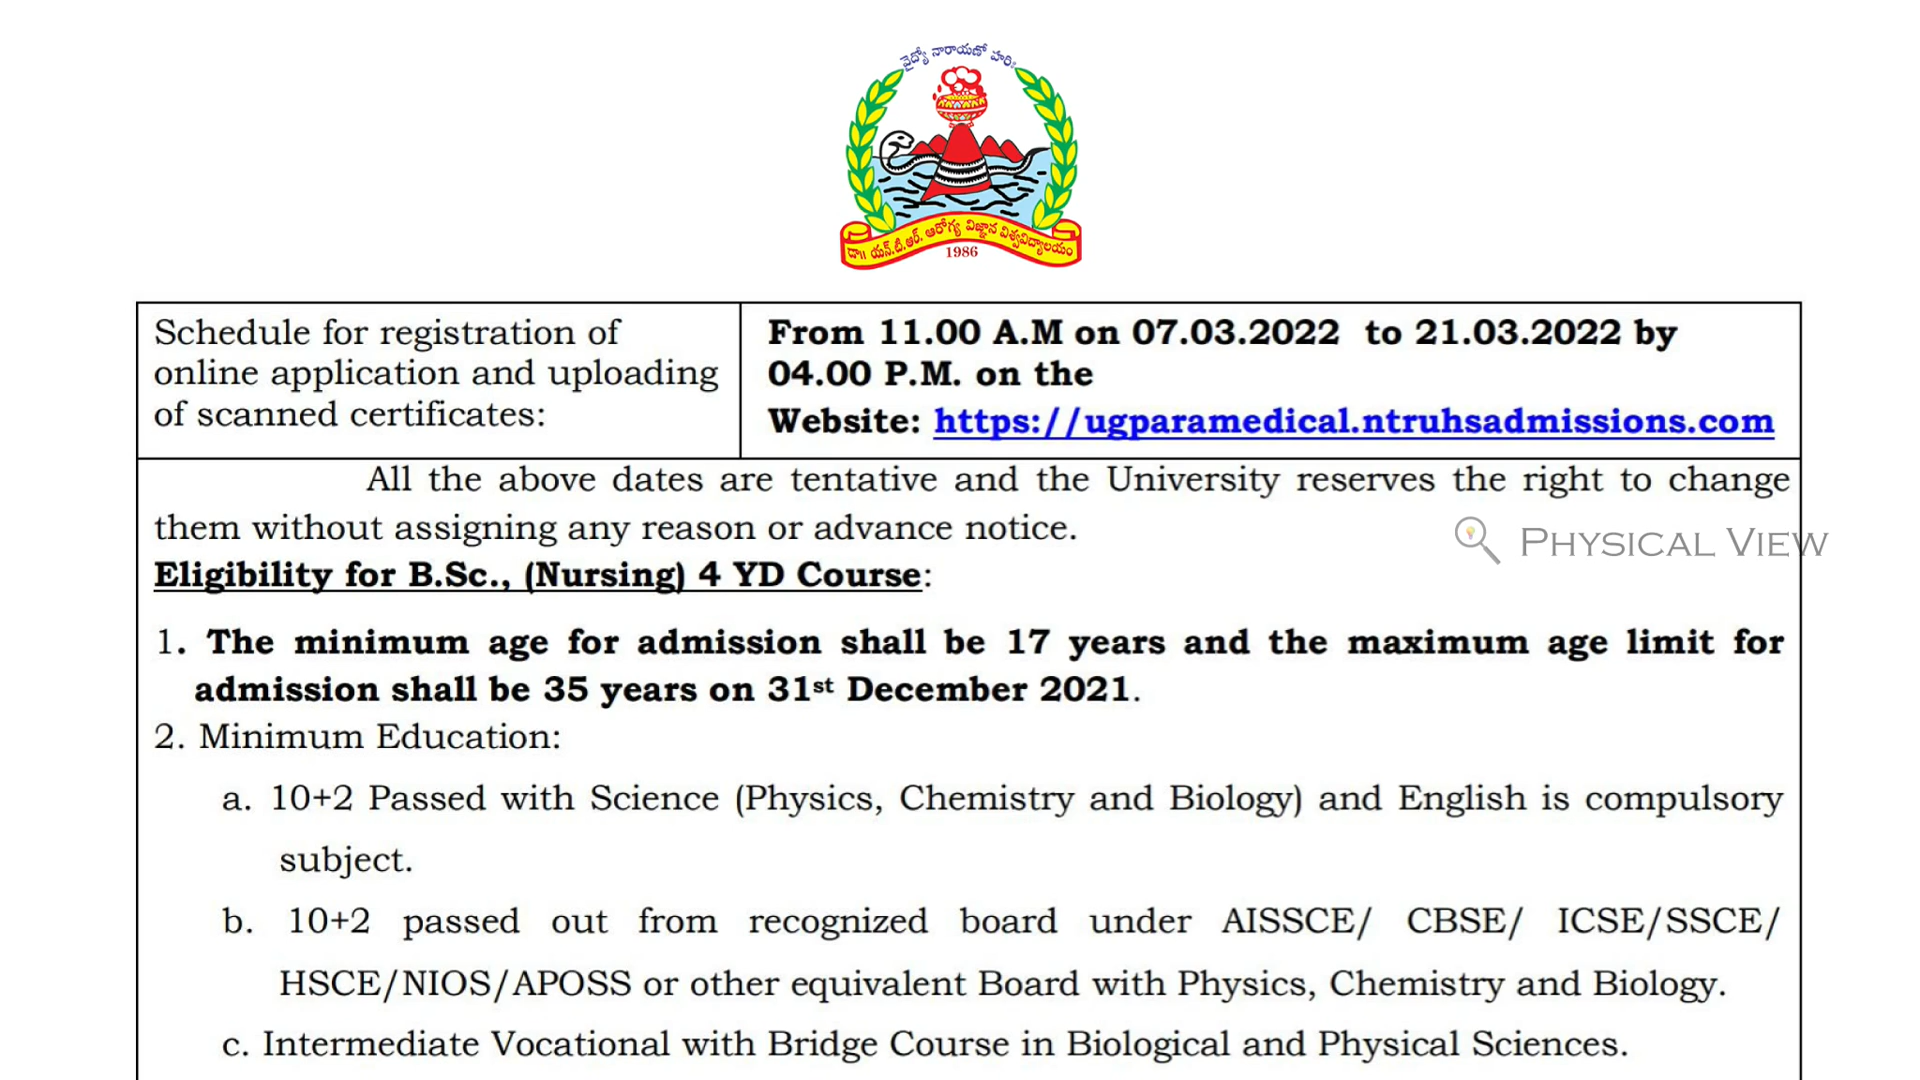 వైద్యో నారాయణో హరిః
డా॥ యన్.టి.ఆర్. ఆరోగ్య విజ్ఞాన విశ్వవిద్యాలయం
1986
Schedule for registration of
online application and uploading
of scanned certificates:
From 11.00 A.M on 07.03.2022 to 21.03.2022 by
04.00 P.M. on the
Website: https://ugparamedical.ntruhsadmissions.com
All the above dates are tentative and the University reserves the right to change
them without assigning any reason or advance notice.
PHYSICAL VIEW
Eligibility for B.Sc., (Nursing) 4 YD Course:
1. The minimum age for admission shall be 17 years and the maximum age limit for
admission shall be 35 years on 31st December 2021.
2. Minimum Education:
a. 10+2 Passed with Science (Physics, Chemistry and Biology) and English is compulsory
subject.
b. 10+2 passed out from recognized board under AISSCE/ CBSE/ ICSE/SSCE/
HSCE/NIOS/APOSS or other equivalent Board with Physics, Chemistry and Biology.
c. Intermediate Vocational with Bridge Course in Biological and Physical Sciences.